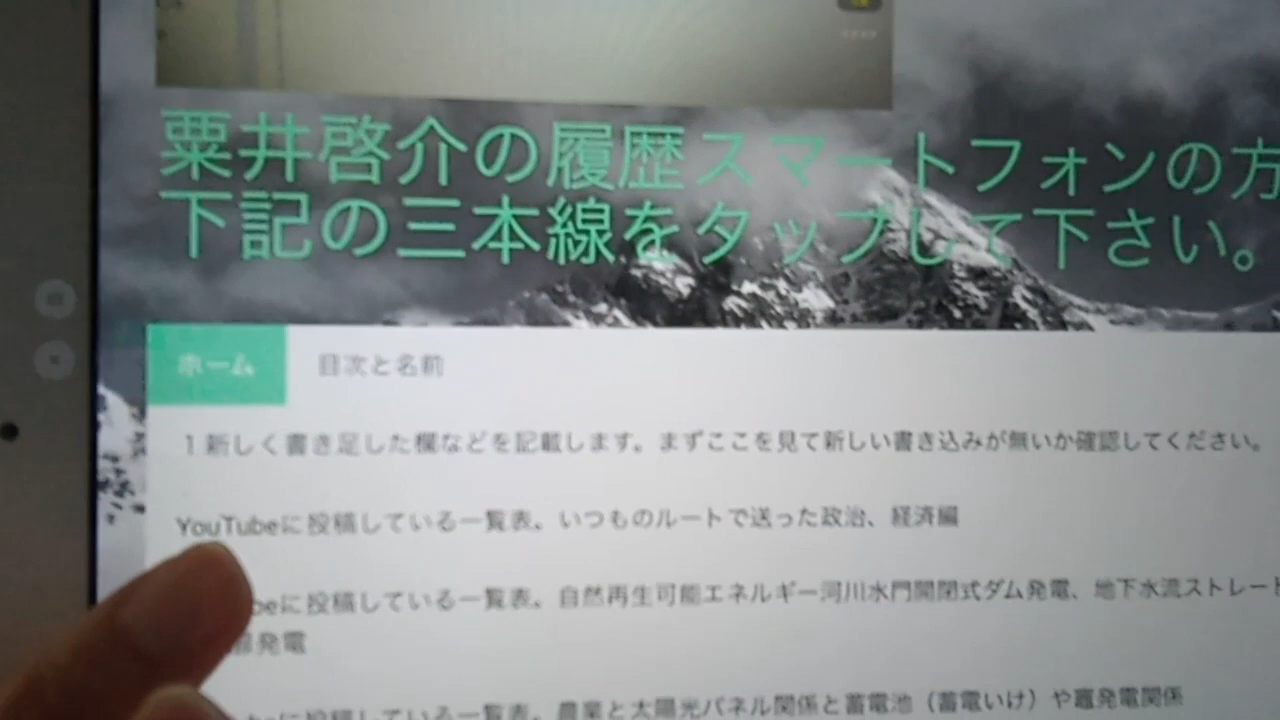 粟井啓介の履歴スマートフォンの方
下記の三本線をタップして下さい。
ホーム 目次と名前
1 新しく書き足した欄などを記載します。まずここを見て新しい書き込みが無いか確認してください。
YouTubeに投稿している一覧表。いつものルートで送った政治、経済編
beに投稿している一覧表。自然再生可能エネルギー河川水門開閉式ダム発電、地下水流ストレート
発電
に投稿している一覧表。農業と太陽光パネル関係と蓄電池（蓄電いけ）や竈発電関係